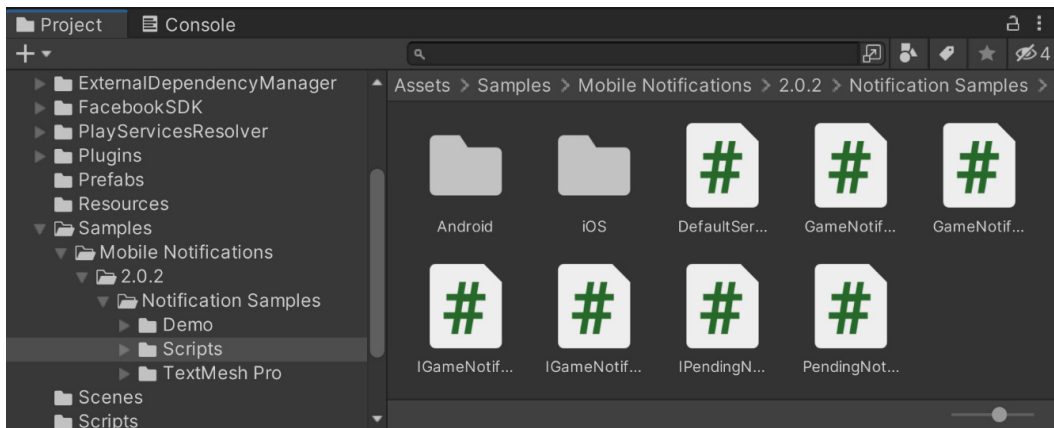 Project Console
4
ExternalDependencyManager
FacebookSDK
PlayServicesResolver
Plugins
Prefabs
Resources
Samples
Mobile Notifications
2.0.2
Notification Samples
Demo
Scripts
TextMesh Pro
Scenes
Scripts
Assets > Samples > Mobile Notifications > 2.0.2 > Notification Samples >
Android iOS DefaultSer... GameNotif... GameNotif...
IGameNotif... IGameNotif... IPendingN... PendingNot...